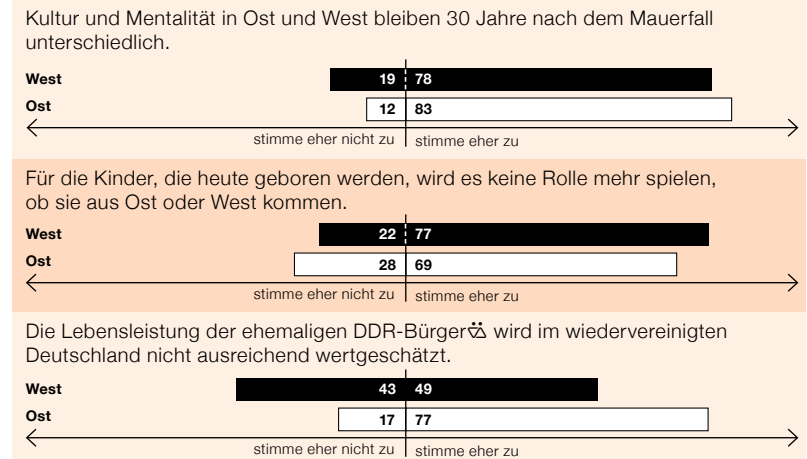 Kultur und Mentalität in Ost und West bleiben 30 Jahre nach dem Mauerfall
unterschiedlich.
West 19 78
Ost 12 83
stimme eher nicht zu stimme eher zu
Für die Kinder, die heute geboren werden, wird es keine Rolle mehr spielen,
ob sie aus Ost oder West kommen.
West 22 77
Ost 28 69
stimme eher nicht zu stimme eher zu
Die Lebensleistung der ehemaligen DDR-Bürger wird im wiedervereinigten
Deutschland nicht ausreichend wertgeschätzt.
West 43 49
Ost 17 77
stimme eher nicht zu stimme eher zu